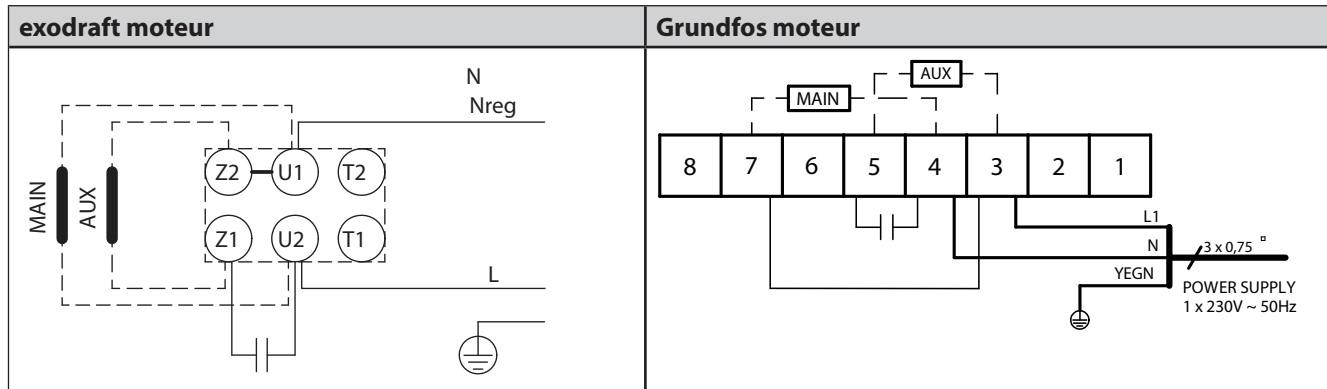 exodraft moteur
Grundfos moteur
N
Nreg
Z2
U1
T2
MAIN
AUX
Z1
U2
T1
L
AUX
MAIN
8 7 6 5 4 3 2 1
L1
N
3 x 0,75 ¤
YEGN
POWER SUPPLY
1 x 230V ~ 50Hz